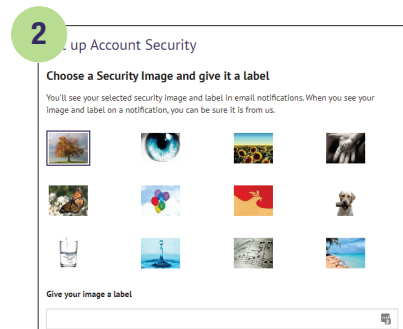 2
up Account Security
Choose a Security Image and give it a label
You'll see your selected security image and label in email notifications. When you see your
image and label on a notification, you can be sure it is from us.
Give your image a label